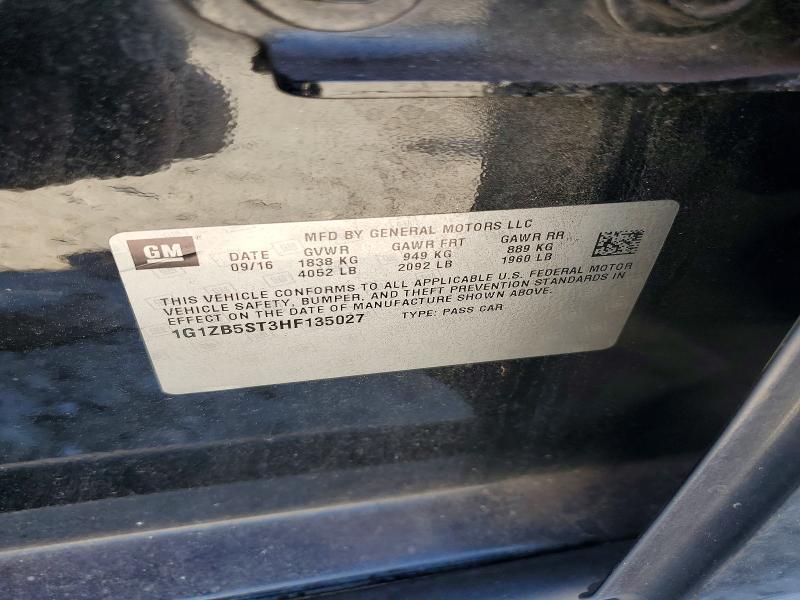 GM
MFD BY GENERAL MOTORS LLC
DATE GVWR GAWR FRT GAWR RR
09/16 1838 KG 949 KG 889 KG
4052 LB 2092 LB 1960 LB
THIS VEHICLE CONFORMS TO ALL APPLICABLE U.S. FEDERAL MOTOR
VEHICLE SAFETY, BUMPER, AND THEFT PREVENTION STANDARDS IN
EFFECT ON THE DATE OF MANUFACTURE SHOWN ABOVE.
1G1ZB5ST3HF135027 TYPE: PASS CAR